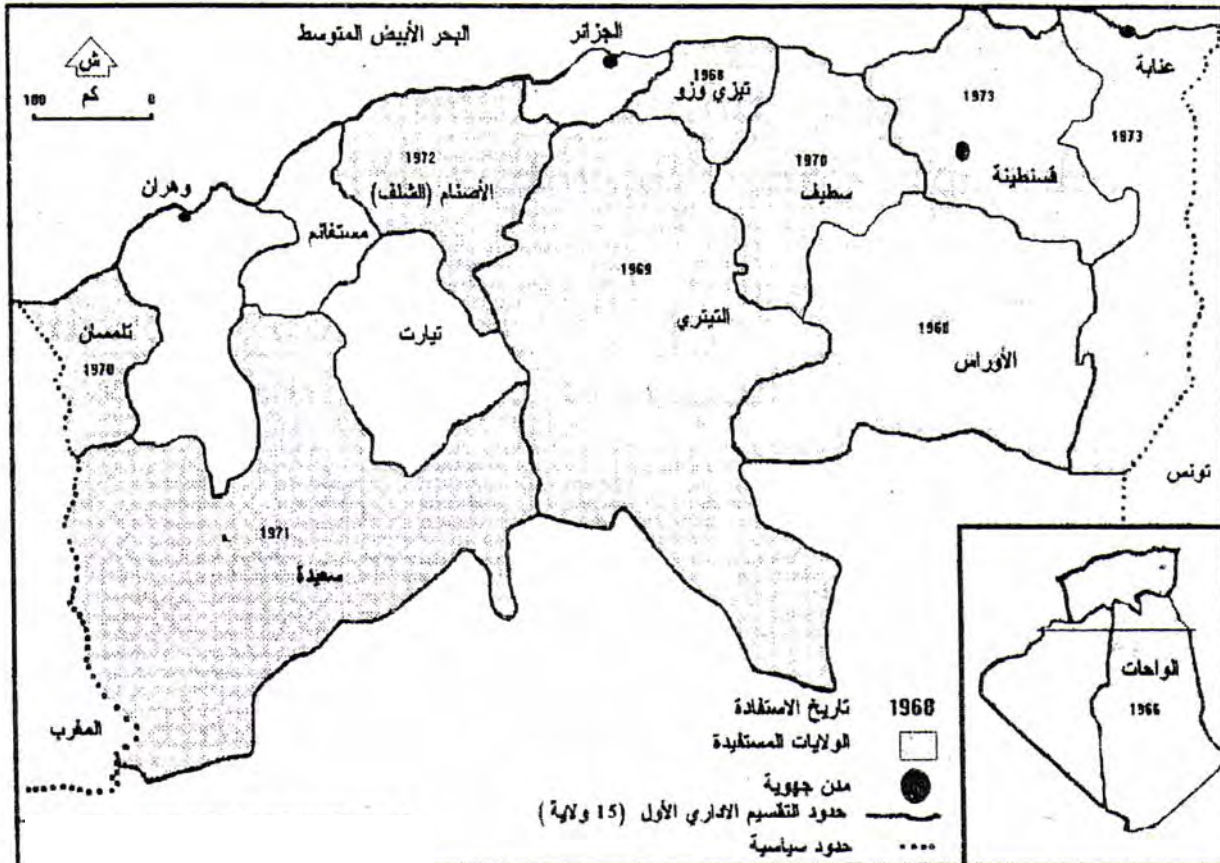 البحر الأبيض المتوسط
الجزائر
عنابة
ش
كم
100 0
1968
تيزي وزو
1973
1973
قسنطينة
1970
سطيف
1972
الأصنام (الشلف)
وهران
مستغانم
1969
التيتري
1968
الأوراس
تلمسان
1970
تيارت
تونس
1971
سعيدة
المغرب
الواحات
1966
1968 تاريخ الاستفادة
الولايات المستفيدة
مدن جهوية
حدود التقسيم الاداري الأول (15 ولاية)
حدود سياسية